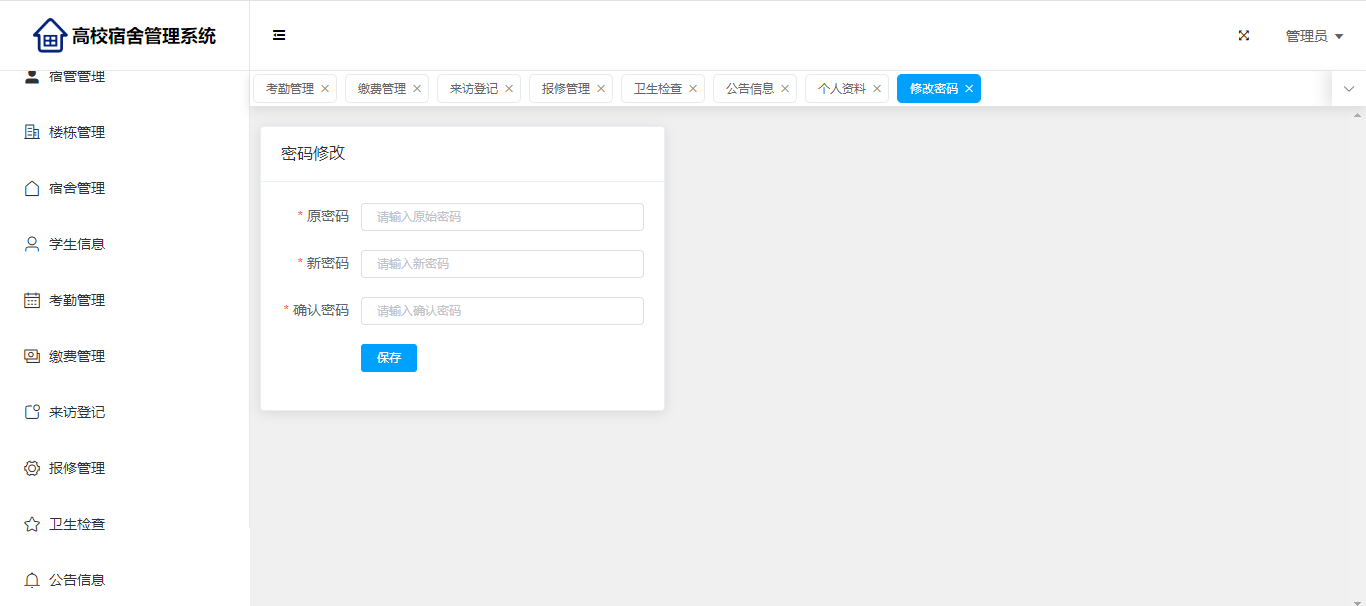 高校宿舍管理系统
管理员
宿管管理
楼栋管理
宿舍管理
学生信息
考勤管理
缴费管理
来访登记
报修管理
卫生检查
公告信息
考勤管理 缴费管理 来访登记 报修管理 卫生检查 公告信息 个人资料 修改密码
密码修改
* 原密码 请输入原始密码
* 新密码 请输入新密码
* 确认密码 请输入确认密码
保存